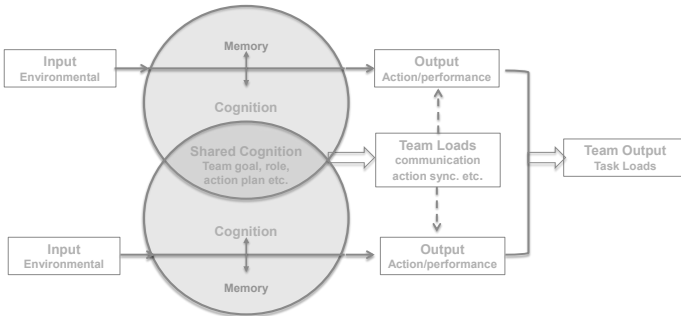 Memory
Input
Environmental
Output
Action/performance
Cognition
Shared Cognition
Team goal, role,
action plan etc.
Team Loads
communication
action sync. etc.
Team Output
Task Loads
Cognition
Input
Environmental
Output
Action/performance
Memory